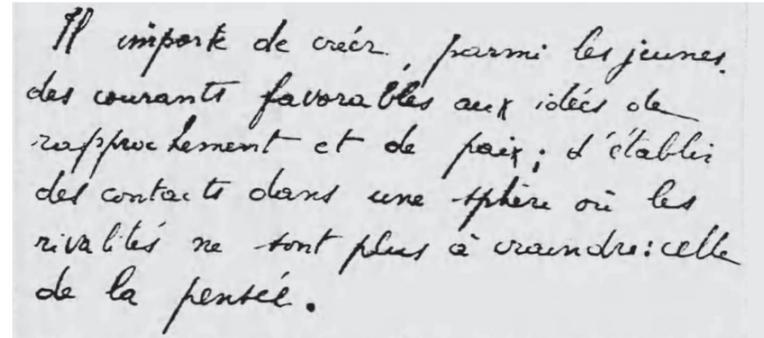 Il importe de créer, parmi les jeunes.
des courants favorables aux idées de
rapprochement et de paix ; d'établir
des contacts dans une sphère où les
rivalités ne sont plus à craindre : celle
de la pensée.